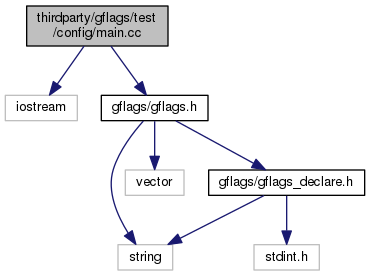 thirdparty/gflags/test
/config/main.cc
iostream
gflags/gflags.h
vector
gflags/gflags_declare.h
string
stdint.h